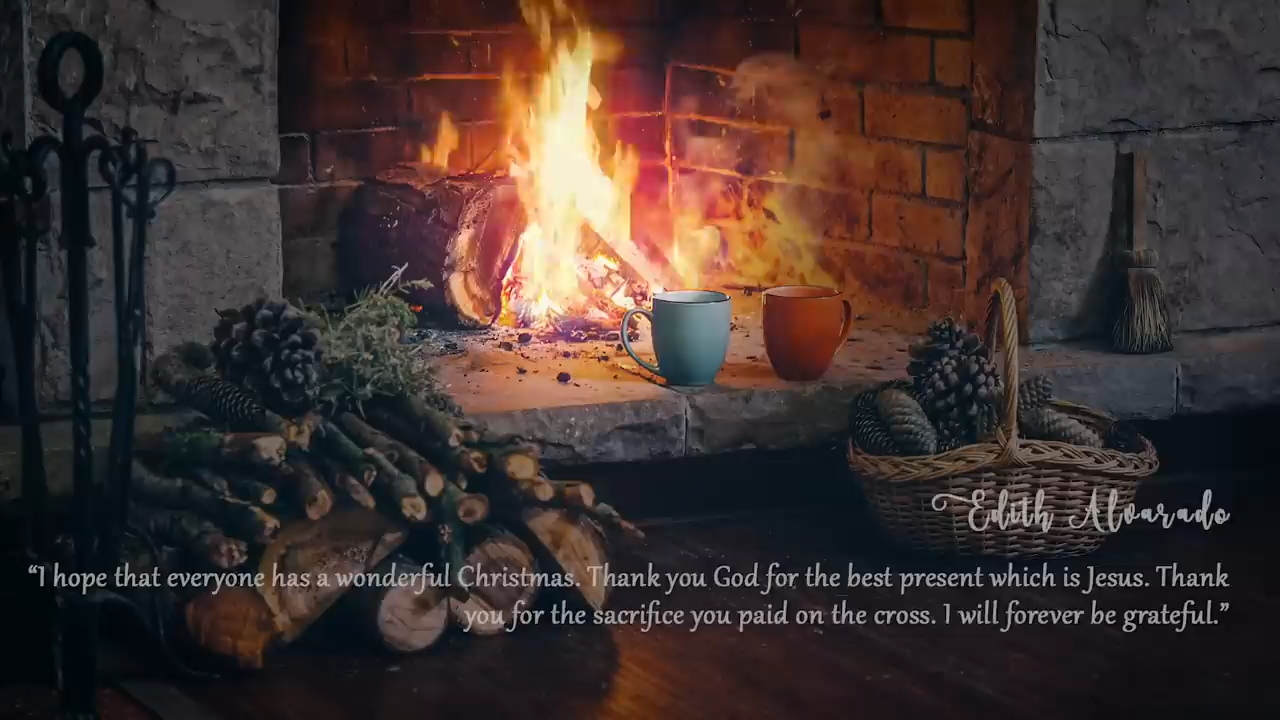 Edith Alvarado
“I hope that everyone has a wonderful Christmas. Thank you God for the best present which is Jesus. Thank
you for the sacrifice you paid on the cross. I will forever be grateful.”